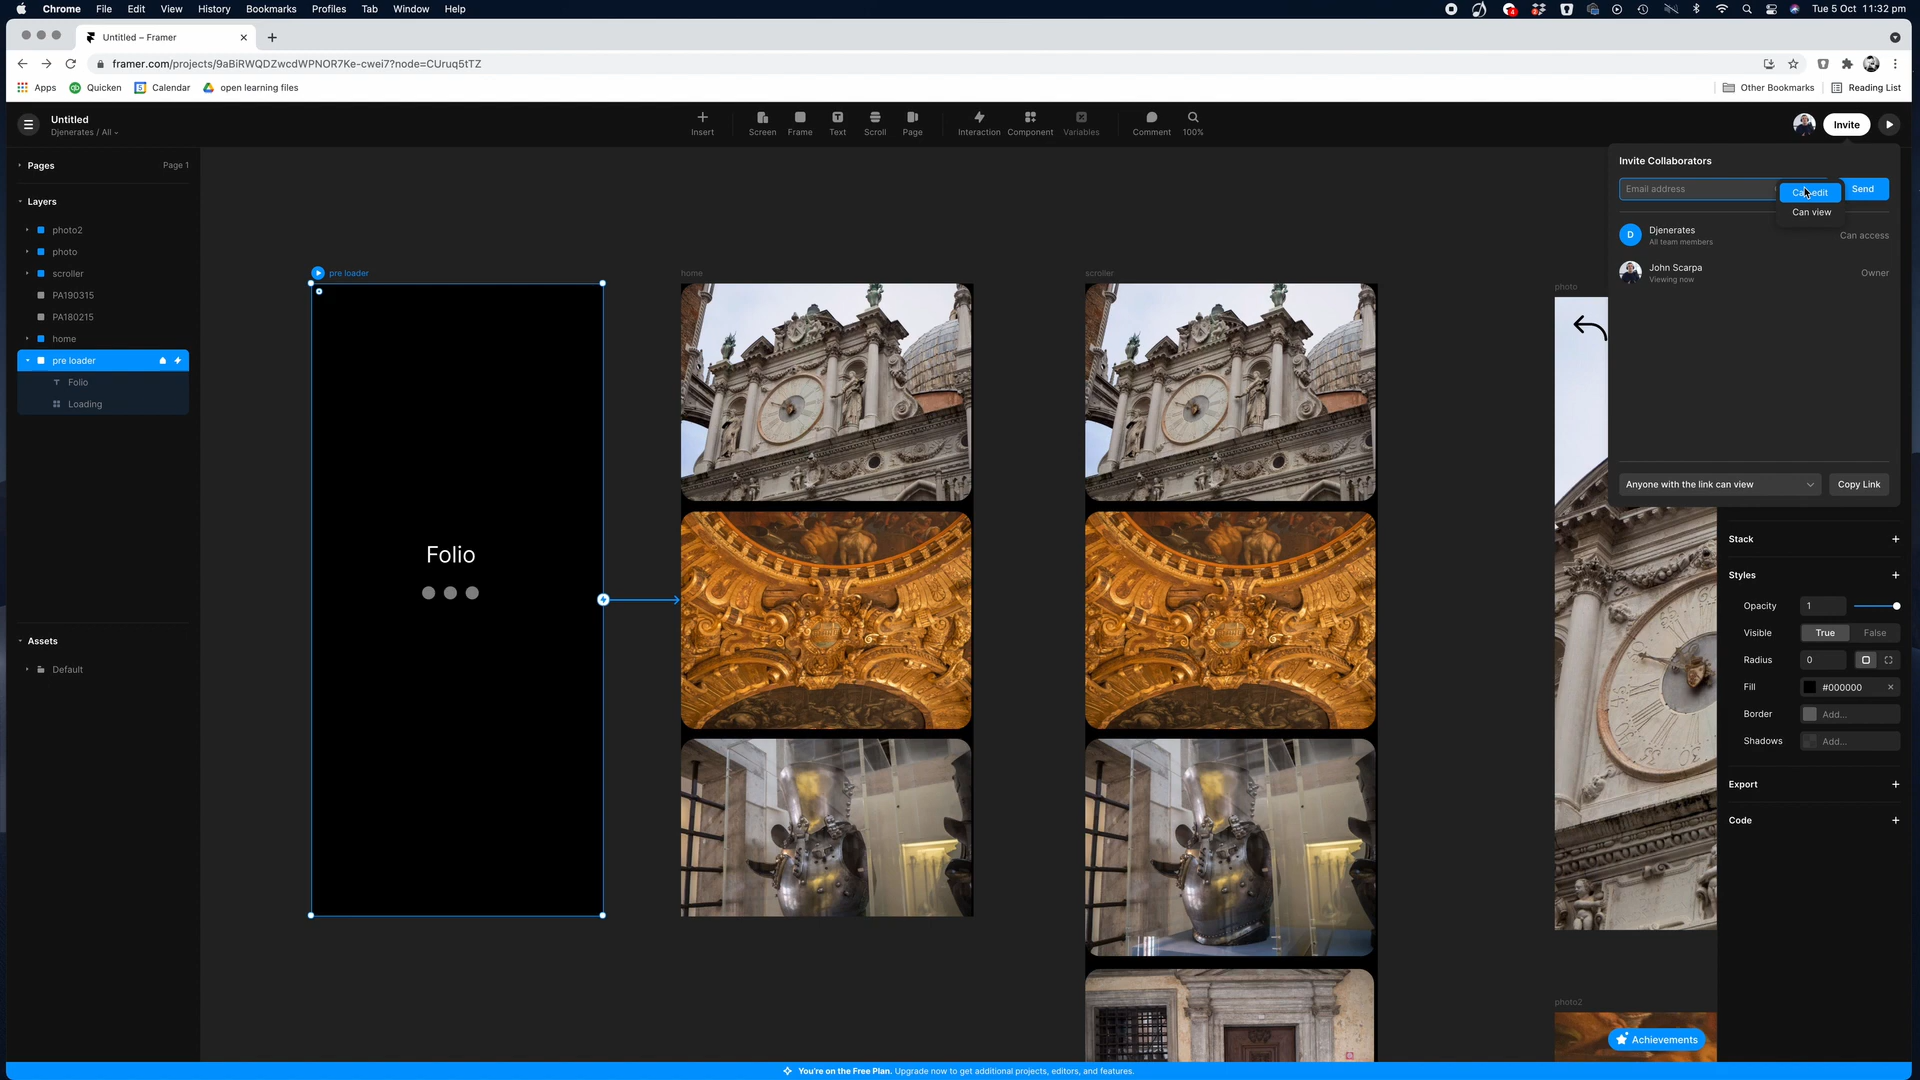 Chrome File Edit View History Bookmarks Profiles Tab Window Help
Tue 5 Oct 11:32 pm
Untitled – Framer
framer.com/projects/9aBiRWQDZwcdWPNOR7Ke-cwei7?node=CUruq5tTZ
Apps Quicken Calendar open learning files
Other Bookmarks Reading List
Untitled
Djenerates / All
Insert Screen Frame Text Scroll Page Interaction Component Variables Comment 100%
Invite
Pages Page 1
Layers
photo2
photo
scroller
PA190315
PA180215
home
pre loader
Folio
Loading
Assets
Default
pre loader
Folio
home
scroller
photo
photo2
Invite Collaborators
Email address
Send
Can view
D
Djenerates
All team members
Can access
John Scarpa
Viewing now
Owner
Anyone with the link can view
Copy Link
Stack
Styles
Opacity 1
Visible True False
Radius 0
Fill #000000
Border Add...
Shadows Add...
Export
Code
Achievements
You're on the Free Plan. Upgrade now to get additional projects, editors, and features.